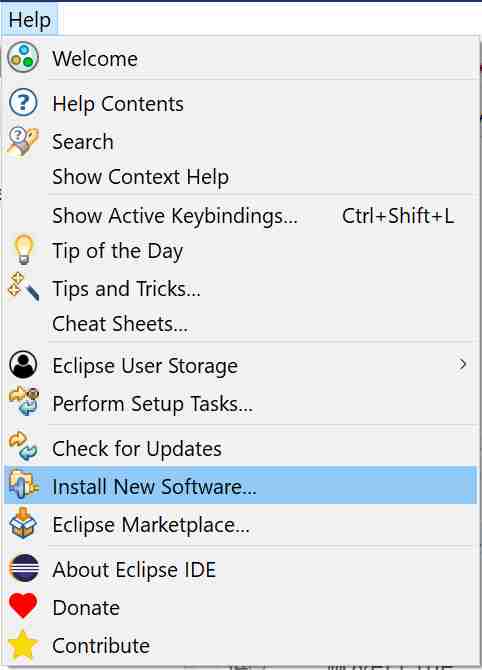 Help
Welcome
Help Contents
Search
Show Context Help
Show Active Keybindings... Ctrl+Shift+L
Tip of the Day
Tips and Tricks...
Cheat Sheets...
Eclipse User Storage
Perform Setup Tasks...
Check for Updates
Install New Software...
Eclipse Marketplace...
About Eclipse IDE
Donate
Contribute